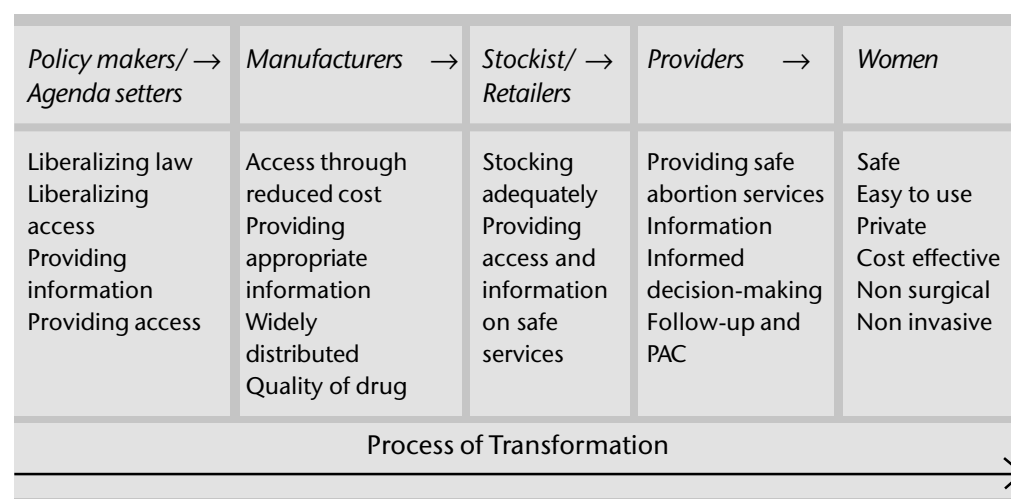 Policy makers/ →
Agenda setters
Manufacturers →
Stockist/ →
Retailers
Providers →
Women
Liberalizing law
Liberalizing
access
Providing
information
Providing access
Access through
reduced cost
Providing
appropriate
information
Widely
distributed
Quality of drug
Stocking
adequately
Providing
access and
information
on safe
services
Providing safe
abortion services
Information
Informed
decision-making
Follow-up and
PAC
Safe
Easy to use
Private
Cost effective
Non surgical
Non invasive
Process of Transformation